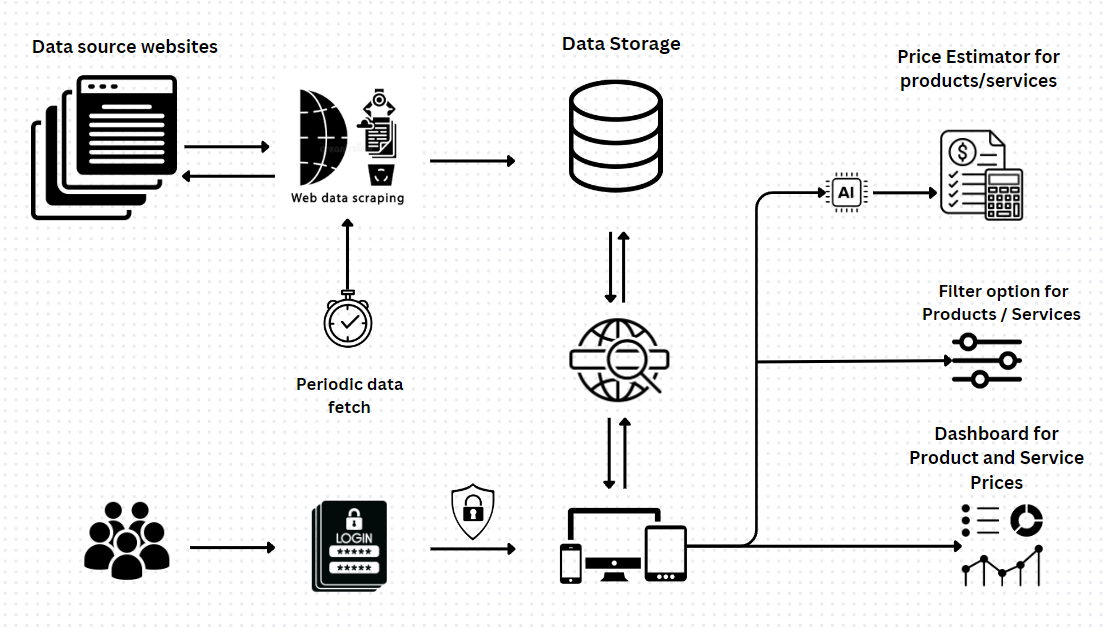 Data source websites
Data Storage
Price Estimator for
products/services
Web data scraping
AI
Periodic data
fetch
Filter option for
Products / Services
Dashboard for
Product and Service
Prices
LOGIN
*****
*****